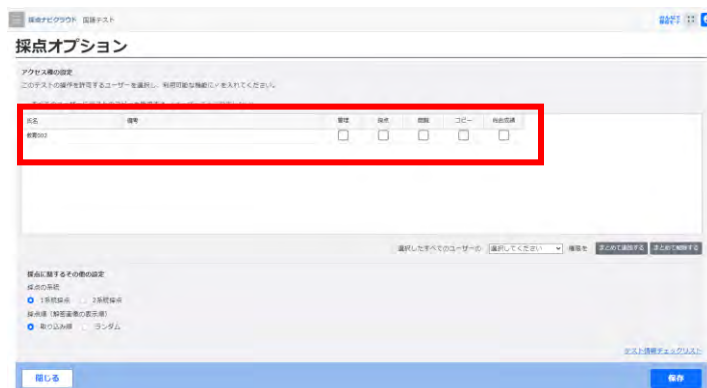 採点ナビクラウド 国語テスト
採点オプション
アクセス権の設定
このテストの操作を許可するユーザーを選択し、利用可能な機能に✓を入れてください。
氏名 備考 管理 採点 閲覧 コピー 総合成績
教員002
選択したすべてのユーザーの 選択してください 権限を まとめて追加する まとめて削除する
採点に関するその他の設定
採点の系統
1系統採点 2系統採点
採点順（解答画像の表示順）
取り込み順 ランダム
テスト情報チェックリスト
閉じる 保存